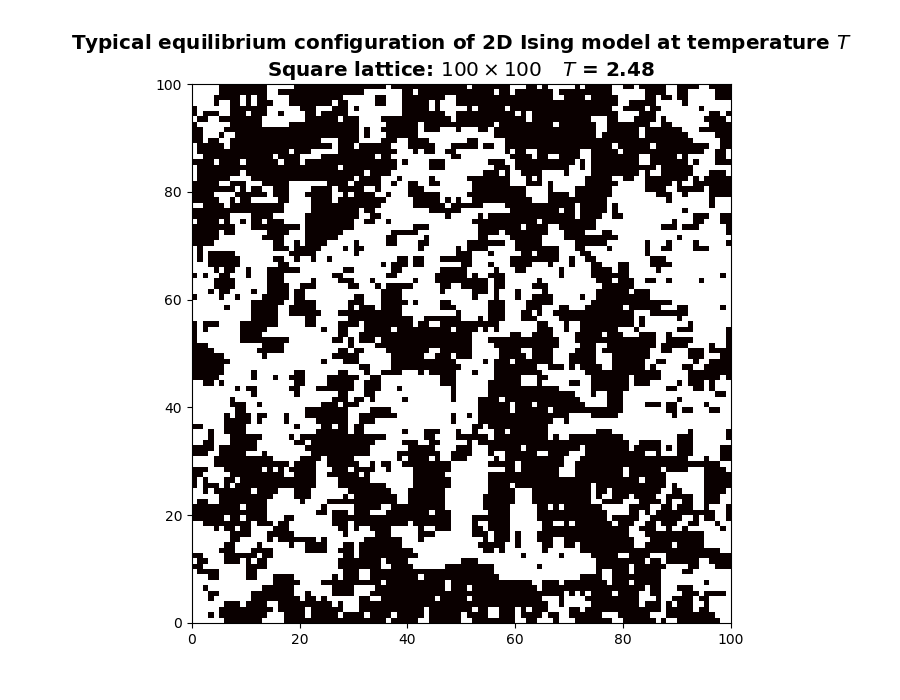 Typical equilibrium configuration of 2D Ising model at temperature T
Square lattice: 100 × 100 T = 2.48
100
80
60
40
20
0
0 20 40 60 80 100